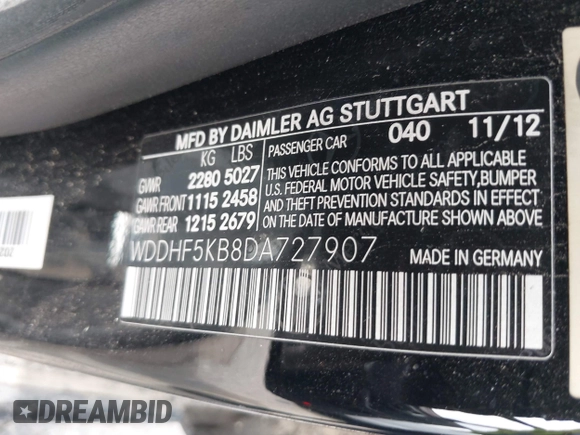 MFD BY DAIMLER AG STUTTGART
KG LBS PASSENGER CAR 040 11/12
GVWR 2280 5027
GAWR FRONT 1115 2458
GAWR REAR 1215 2679
THIS VEHICLE CONFORMS TO ALL APPLICABLE
U.S. FEDERAL MOTOR VEHICLE SAFETY, BUMPER
AND THEFT PREVENTION STANDARDS
IN EFFECT ON THE DATE OF MANUFACTURE
SHOWN ABOVE.
WDDHF5KB8DA727907
MADE IN GERMANY
DREAMBID